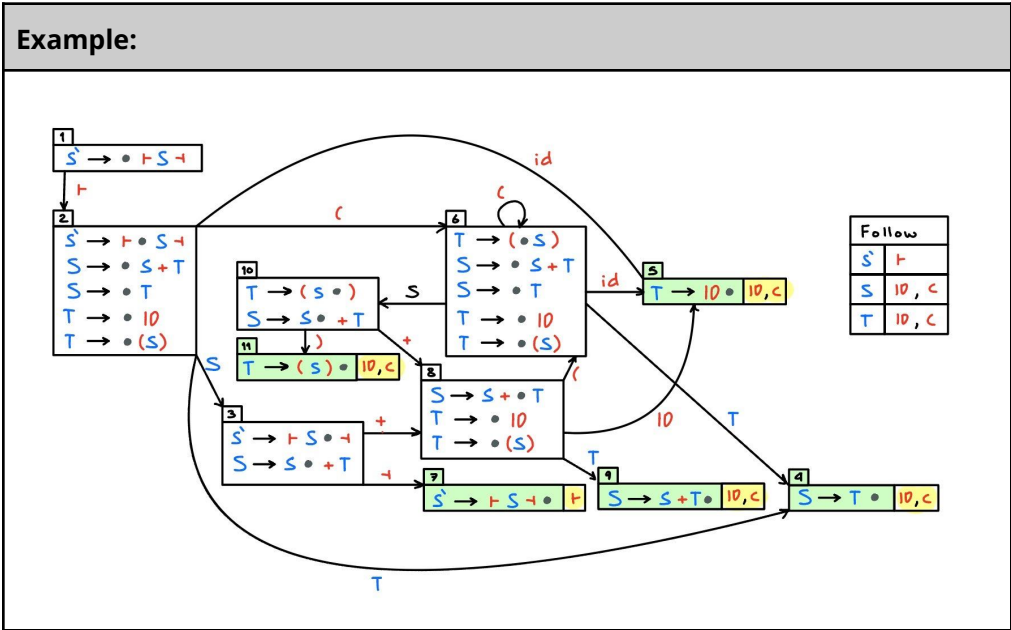 Example:
1
S` → • ⊢ S ⊣
⊢
2
S` → ⊢ • S ⊣
S → • S + T
S → • T
T → • ID
T → • (S)
id
(
(
6
T → ( • S )
S → • S + T
S → • T
T → • ID
T → • (S)
id
5
T → ID • ID, C
10
T → ( S • )
S → S • + T
S
)
+
11
T → ( S ) • ID, C
8
S → S + • T
T → • ID
T → • (S)
(
ID
T
S
3
S` → ⊢ S • ⊣
S → S • + T
+
⊣
7
S` → ⊢ S ⊣ • ⊢
T
9
S → S + T • ID, C
4
S → T • ID, C
T
Follow
S` ⊢
S ID, C
T ID, C